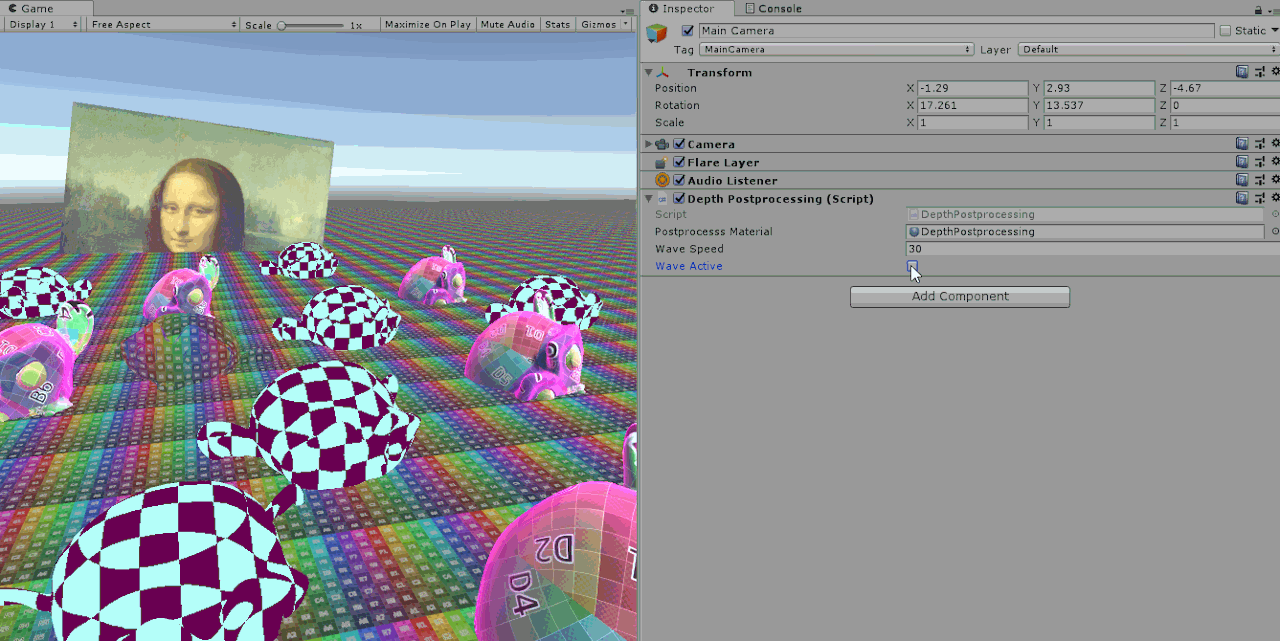 Game
Display 1 Free Aspect Scale 1x Maximize On Play Mute Audio Stats Gizmos
B6
D5
D
D2
D4
Inspector Console
Main Camera Static
Tag MainCamera Layer Default
Transform
Position X -1.29 Y 2.93 Z -4.67
Rotation X 17.261 Y 13.537 Z 0
Scale X 1 Y 1 Z 1
Camera
Flare Layer
Audio Listener
Depth Postprocessing (Script)
Script DepthPostprocessing
Postprocesss Material DepthPostprocessing
Wave Speed 30
Wave Active
Add Component